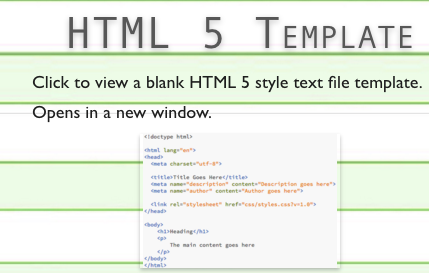 HTML 5 Template
Click to view a blank HTML 5 style text file template.
Opens in a new window.
<!doctype html>
<html lang="en">
<head>
<meta charset="utf-8">
<title>Title Goes Here</title>
<meta name="description" content="Description goes here">
<meta name="author" content="Author goes here">
<link rel="stylesheet" href="css/styles.css?v=1.0">
</head>
<body>
<h1>Heading</h1>
<p>
The main content goes here
</p>
</body>
</html>